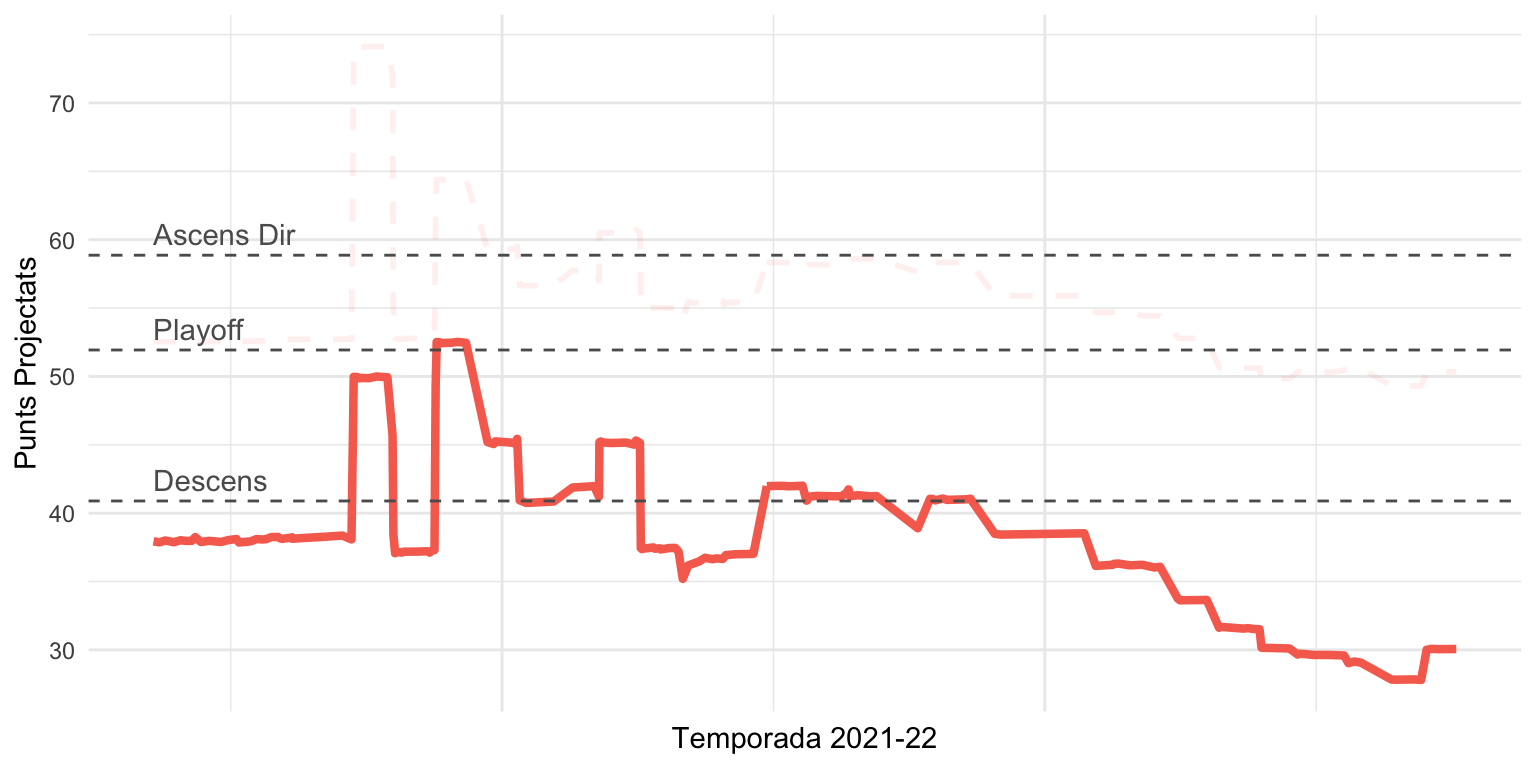 70
60
50
40
30
Punts Projectats
Ascens Dir
Playoff
Descens
Temporada 2021-22